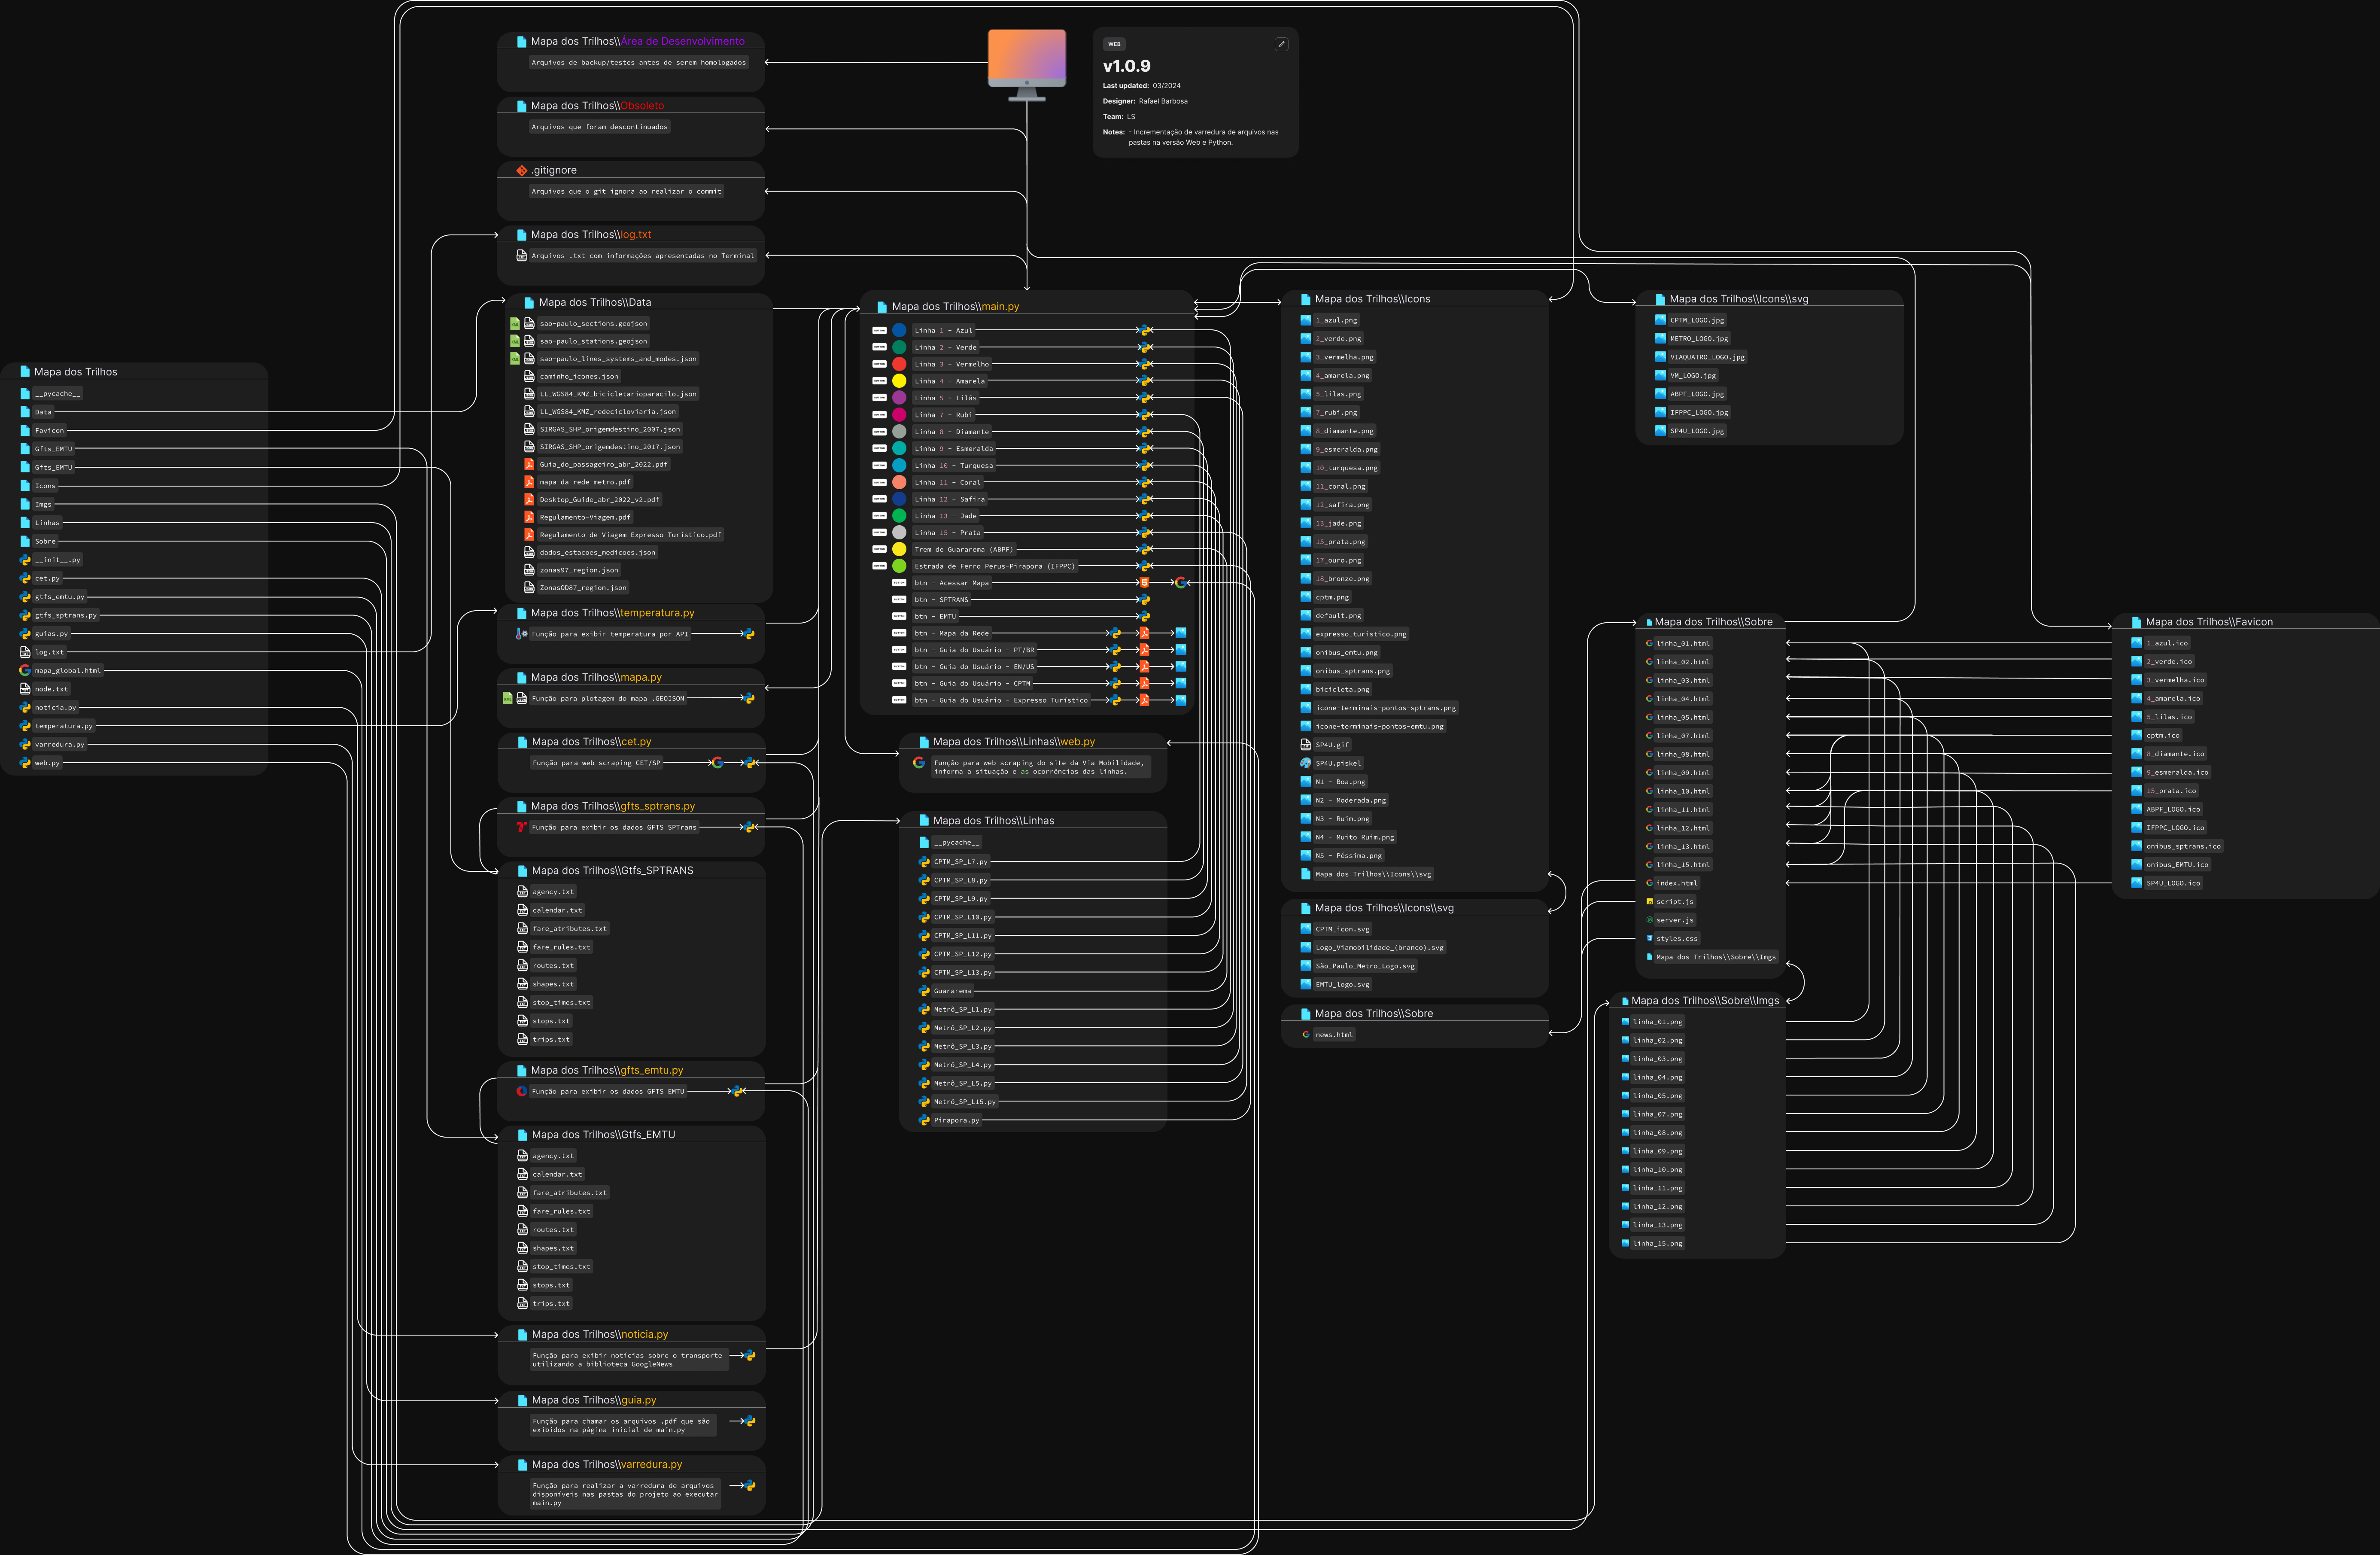 Mapa dos Trilhos
__pycache__
Data
Favicon
Gfts_EMTU
Gfts_EMTU
Icons
Imgs
Linhas
Sobre
__init__.py
cet.py
gtfs_emtu.py
gtfs_sptrans.py
guias.py
log.txt
mapa_global.html
node.txt
noticia.py
temperatura.py
varredura.py
web.py
Mapa dos Trilhos\\Área de Desenvolvimento
Arquivos de backup/testes antes de serem homologados
Mapa dos Trilhos\\Obsoleto
Arquivos que foram descontinuados
.gitignore
Arquivos que o git ignora ao realizar o commit
Mapa dos Trilhos\\log.txt
Arquivos .txt com informações apresentadas no Terminal
Mapa dos Trilhos\\Data
sao-paulo_sections.geojson
sao-paulo_stations.geojson
sao-paulo_lines_systems_and_modes.json
caminho_icones.json
LL_WGS84_KMZ_bicicletarioparacilo.json
LL_WGS84_KMZ_redecicloviaria.json
SIRGAS_SHP_origemdestino_2007.json
SIRGAS_SHP_origemdestino_2017.json
Guia_do_passageiro_abr_2022.pdf
mapa-da-rede-metro.pdf
Desktop_Guide_abr_2022_v2.pdf
Regulamento-Viagem.pdf
Regulamento de Viagem Expresso Turístico.pdf
dados_estacoes_medicoes.json
zonas97_region.json
ZonasOD87_region.json
Mapa dos Trilhos\\temperatura.py
Função para exibir temperatura por API
Mapa dos Trilhos\\mapa.py
Função para plotagem do mapa .GEOJSON
Mapa dos Trilhos\\cet.py
Função para web scraping CET/SP
Mapa dos Trilhos\\gfts_sptrans.py
Função para exibir os dados GFTS SPTrans
Mapa dos Trilhos\\Gtfs_SPTRANS
agency.txt
calendar.txt
fare_atributes.txt
fare_rules.txt
routes.txt
shapes.txt
stop_times.txt
stops.txt
trips.txt
Mapa dos Trilhos\\gfts_emtu.py
Função para exibir os dados GFTS EMTU
Mapa dos Trilhos\\Gtfs_EMTU
agency.txt
calendar.txt
fare_atributes.txt
fare_rules.txt
routes.txt
shapes.txt
stop_times.txt
stops.txt
trips.txt
Mapa dos Trilhos\\noticia.py
Função para exibir notícias sobre o transporte
utilizando a biblioteca GoogleNews
Mapa dos Trilhos\\guia.py
Função para chamar os arquivos .pdf que são
exibidos na página inicial de main.py
Mapa dos Trilhos\\varredura.py
Função para realizar a varredura de arquivos
disponíveis nas pastas do projeto ao executar
main.py
WEB
v1.0.9
Last updated: 03/2024
Designer: Rafael Barbosa
Team: LS
Notes: - Incrementação de varredura de arquivos nas
pastas na versão Web e Python.
Mapa dos Trilhos\\main.py
Linha 1 - Azul
Linha 2 - Verde
Linha 3 - Vermelho
Linha 4 - Amarela
Linha 5 - Lilás
Linha 7 - Rubi
Linha 8 - Diamante
Linha 9 - Esmeralda
Linha 10 - Turquesa
Linha 11 - Coral
Linha 12 - Safira
Linha 13 - Jade
Linha 15 - Prata
Trem de Guararema (ABPF)
Estrada de Ferro Perus-Pirapora (IFPPC)
btn - Acessar Mapa
btn - SPTRANS
btn - EMTU
btn - Mapa da Rede
btn - Guia do Usuário - PT/BR
btn - Guia do Usuário - EN/US
btn - Guia do Usuário - CPTM
btn - Guia do Usuário - Expresso Turístico
Mapa dos Trilhos\\Linhas\\web.py
Função para web scraping do site da Via Mobilidade,
informa a situação e as ocorrências das linhas.
Mapa dos Trilhos\\Linhas
__pycache__
CPTM_SP_L7.py
CPTM_SP_L8.py
CPTM_SP_L9.py
CPTM_SP_L10.py
CPTM_SP_L11.py
CPTM_SP_L12.py
CPTM_SP_L13.py
Guararema
Metrô_SP_L1.py
Metrô_SP_L2.py
Metrô_SP_L3.py
Metrô_SP_L4.py
Metrô_SP_L5.py
Metrô_SP_L15.py
Pirapora.py
Mapa dos Trilhos\\Icons
1_azul.png
2_verde.png
3_vermelha.png
4_amarela.png
5_lilas.png
7_rubi.png
8_diamante.png
9_esmeralda.png
10_turquesa.png
11_coral.png
12_safira.png
13_jade.png
15_prata.png
17_ouro.png
18_bronze.png
cptm.png
default.png
expresso_turistico.png
onibus_emtu.png
onibus_sptrans.png
bicicleta.png
icone-terminais-pontos-sptrans.png
icone-terminais-pontos-emtu.png
SP4U.gif
SP4U.piskel
N1 - Boa.png
N2 - Moderada.png
N3 - Ruim.png
N4 - Muito Ruim.png
N5 - Péssima.png
Mapa dos Trilhos\\Icons\\svg
Mapa dos Trilhos\\Icons\\svg
CPTM_icon.svg
Logo_Viamobilidade_(branco).svg
São_Paulo_Metro_Logo.svg
EMTU_logo.svg
Mapa dos Trilhos\\Sobre
news.html
Mapa dos Trilhos\\Icons\\svg
CPTM_LOGO.jpg
METRO_LOGO.jpg
VIAQUATRO_LOGO.jpg
VM_LOGO.jpg
ABPF_LOGO.jpg
IFPPC_LOGO.jpg
SP4U_LOGO.jpg
Mapa dos Trilhos\\Sobre
linha_01.html
linha_02.html
linha_03.html
linha_04.html
linha_05.html
linha_07.html
linha_08.html
linha_09.html
linha_10.html
linha_11.html
linha_12.html
linha_13.html
linha_15.html
index.html
script.js
server.js
styles.css
Mapa dos Trilhos\\Sobre\\Imgs
Mapa dos Trilhos\\Sobre\\Imgs
linha_01.png
linha_02.png
linha_03.png
linha_04.png
linha_05.png
linha_07.png
linha_08.png
linha_09.png
linha_10.png
linha_11.png
linha_12.png
linha_13.png
linha_15.png
Mapa dos Trilhos\\Favicon
1_azul.ico
2_verde.ico
3_vermelha.ico
4_amarela.ico
5_lilas.ico
cptm.ico
8_diamante.ico
9_esmeralda.ico
15_prata.ico
ABPF_LOGO.ico
IFPPC_LOGO.ico
onibus_sptrans.ico
onibus_EMTU.ico
SP4U_LOGO.ico